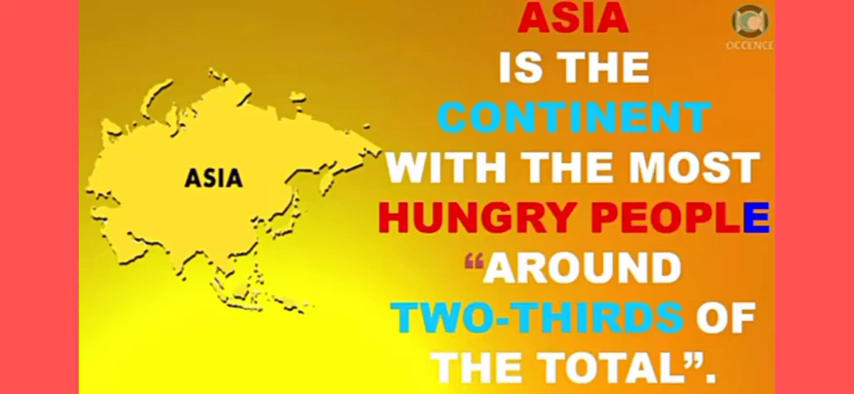 ASIA
IS THE
CONTINENT
WITH THE MOST
HUNGRY PEOPLE
“AROUND
TWO-THIRDS OF
THE TOTAL”.
ASIA
OCCENCE